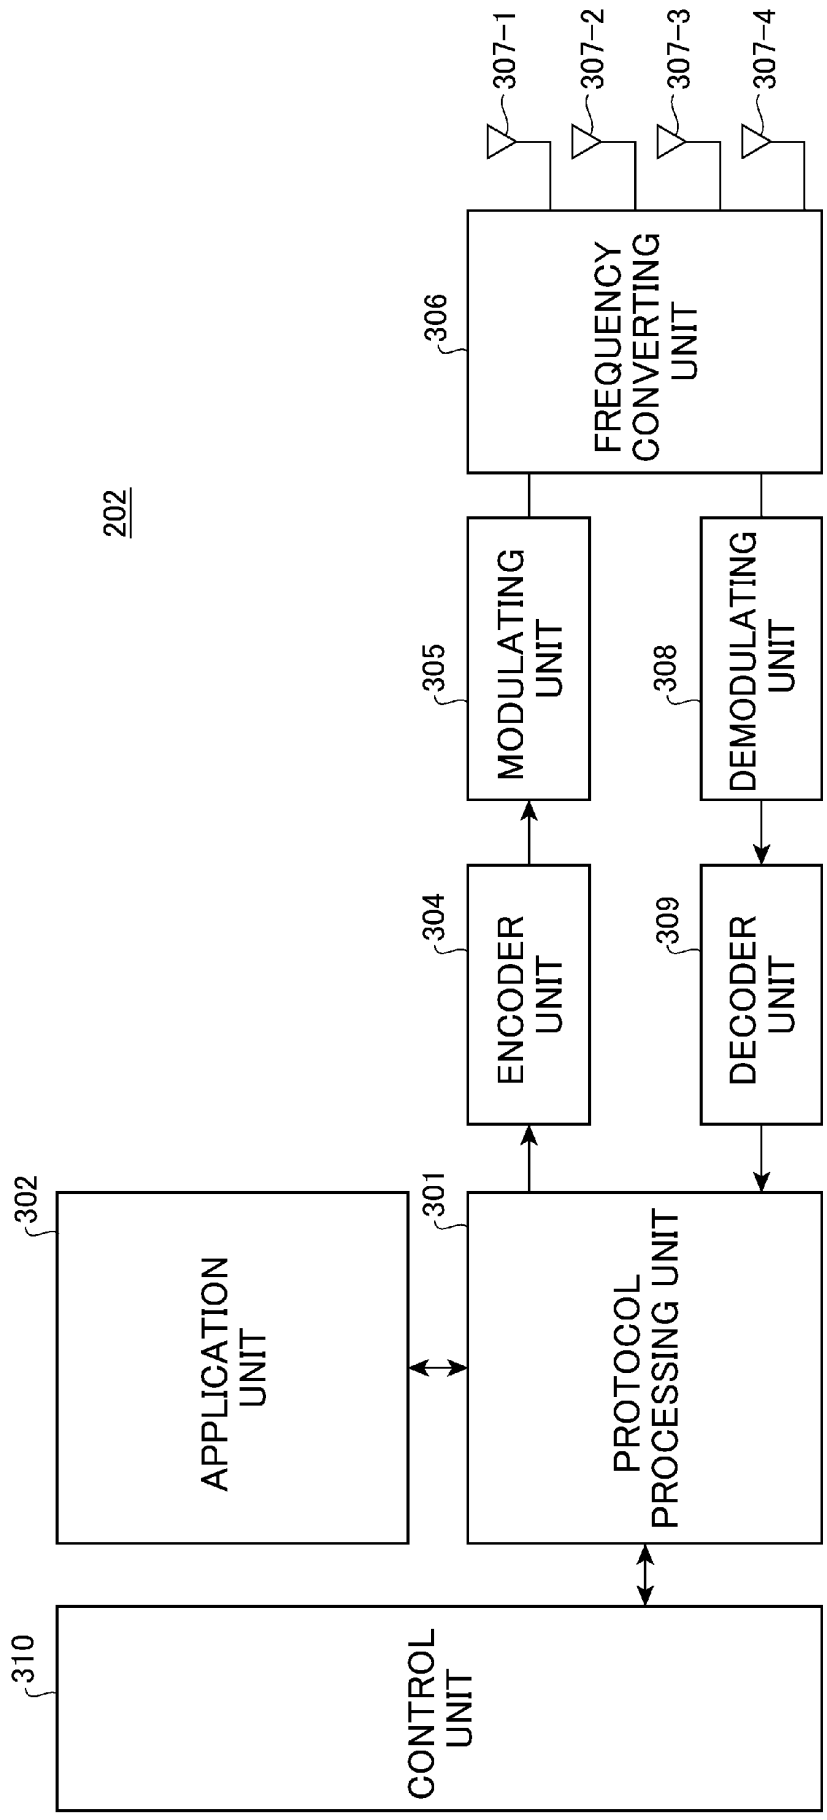 202
310
CONTROL
UNIT
302
APPLICATION
UNIT
301
PROTOCOL
PROCESSING UNIT
304
ENCODER
UNIT
305
MODULATING
UNIT
306
FREQUENCY
CONVERTING
UNIT
307-1
307-2
307-3
307-4
309
DECODER
UNIT
308
DEMODULATING
UNIT